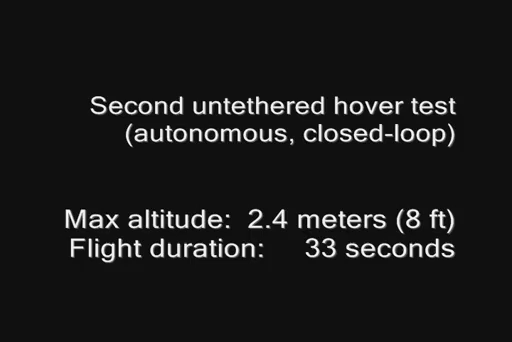 Second untethered hover test
(autonomous, closed-loop)
Max altitude: 2.4 meters (8 ft)
Flight duration: 33 seconds